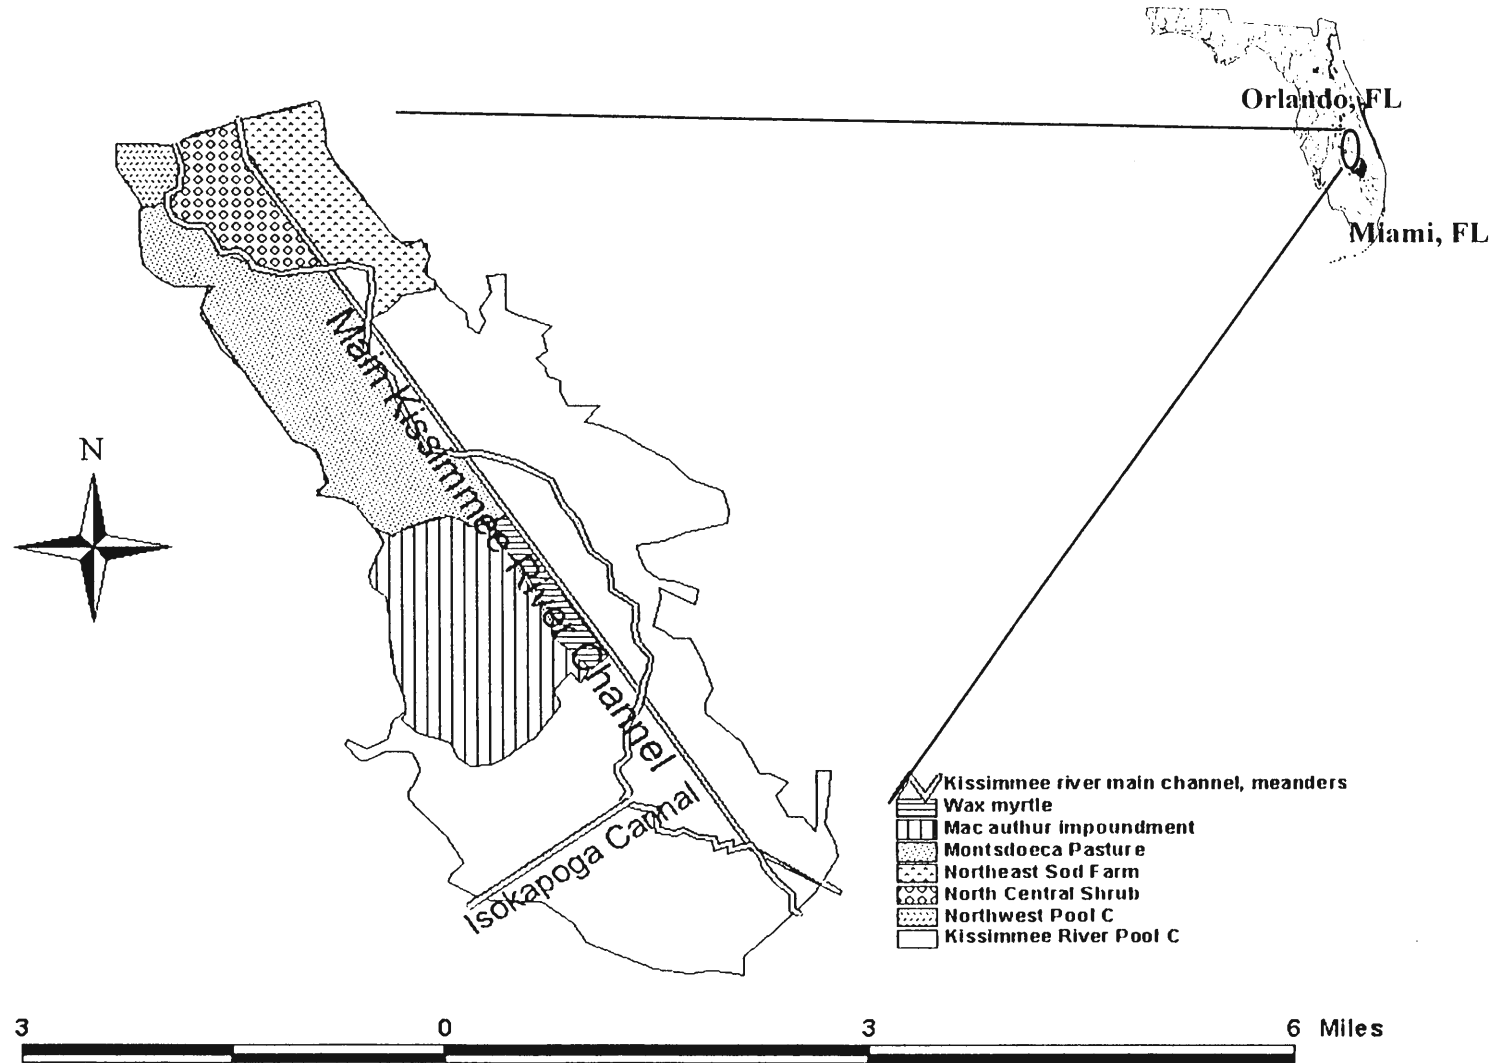 Orlando, FL
Miami, FL
N
Main Kissimmee River Channel
Isokapoga Cannal
Kissimmee river main channel, meanders
Wax myrtle
Mac authur impoundment
Montsdoeca Pasture
Northeast Sod Farm
North Central Shrub
Northwest Pool C
Kissimmee River Pool C
3 0 3 6 Miles